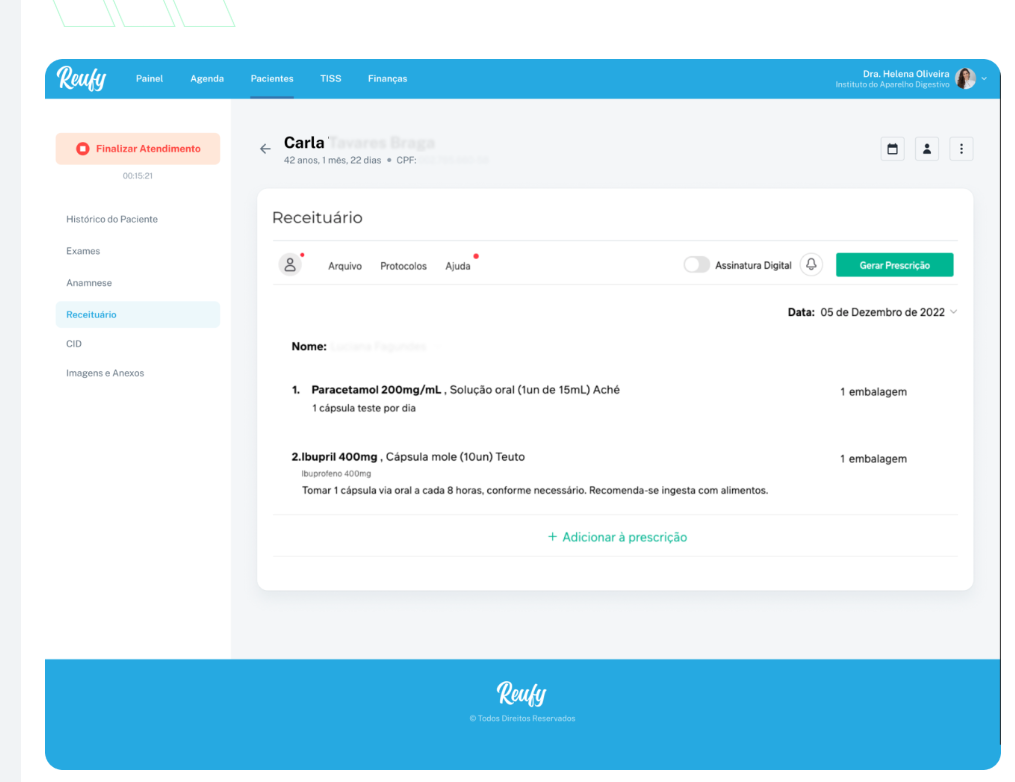 Reufy Painel Agenda Pacientes TISS Finanças Dra. Helena Oliveira
Instituto do Aparelho Digestivo
Finalizar Atendimento
00:15:21
Histórico do Paciente
Exames
Anamnese
Receituário
CID
Imagens e Anexos
Carla Tavares Braga
42 anos, 1 mês, 22 dias • CPF:
Receituário
Arquivo Protocolos Ajuda Assinatura Digital Gerar Prescrição
Data: 05 de Dezembro de 2022
Nome:
1. Paracetamol 200mg/mL , Solução oral (1un de 15mL) Aché 1 embalagem
1 cápsula teste por dia
2.Ibupril 400mg , Cápsula mole (10un) Teuto 1 embalagem
Ibuprofeno 400mg
Tomar 1 cápsula via oral a cada 8 horas, conforme necessário. Recomenda-se ingesta com alimentos.
+ Adicionar à prescrição
Reufy
© Todos Direitos Reservados